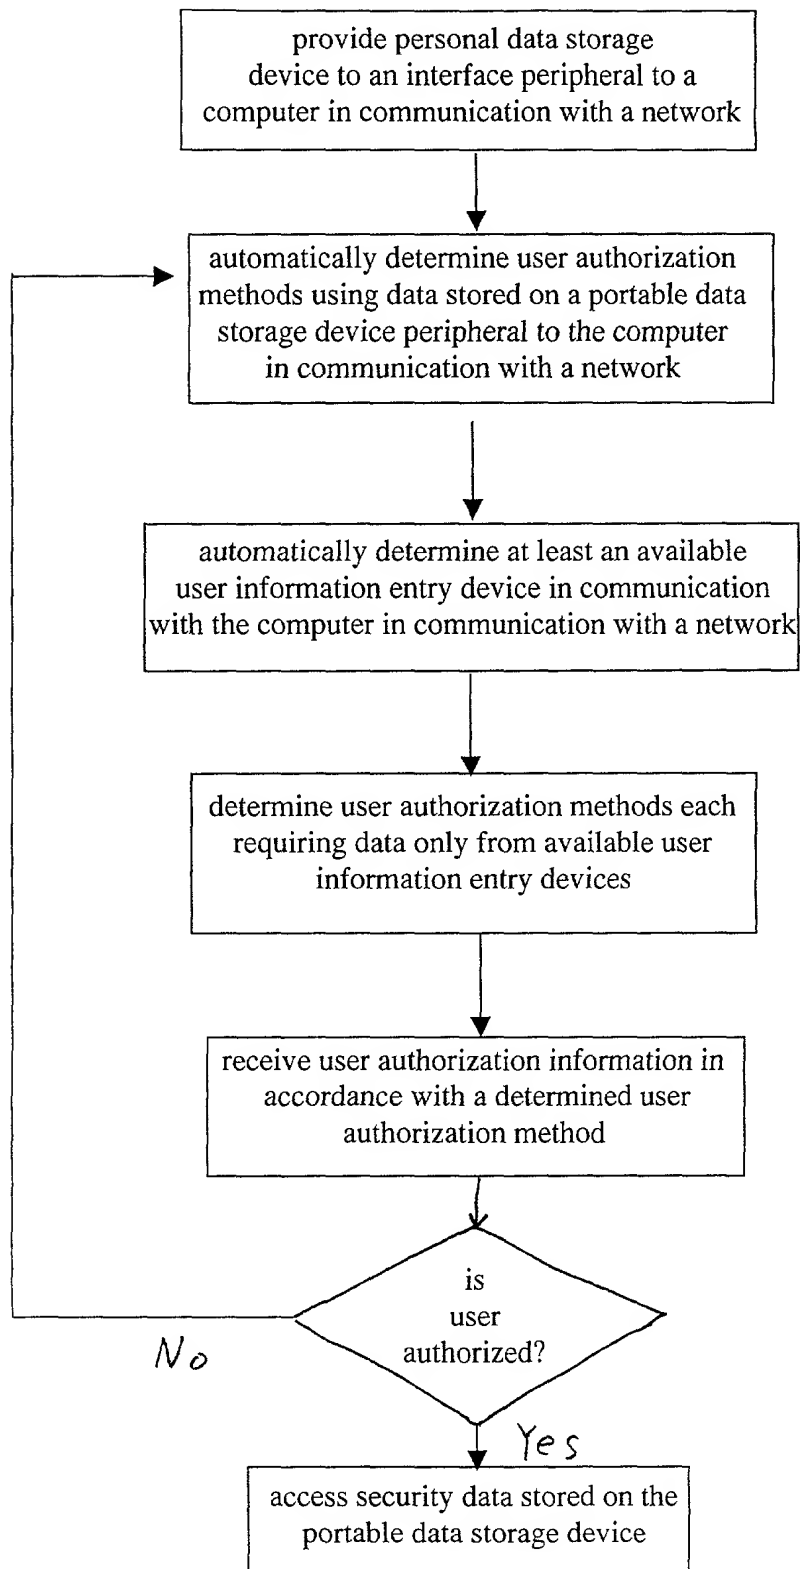 provide personal data storage
device to an interface peripheral to a
computer in communication with a network
automatically determine user authorization
methods using data stored on a portable data
storage device peripheral to the computer
in communication with a network
automatically determine at least an available
user information entry device in communication
with the computer in communication with a network
determine user authorization methods each
requiring data only from available user
information entry devices
receive user authorization information in
accordance with a determined user
authorization method
is
user
authorized?
No
Yes
access security data stored on the
portable data storage device